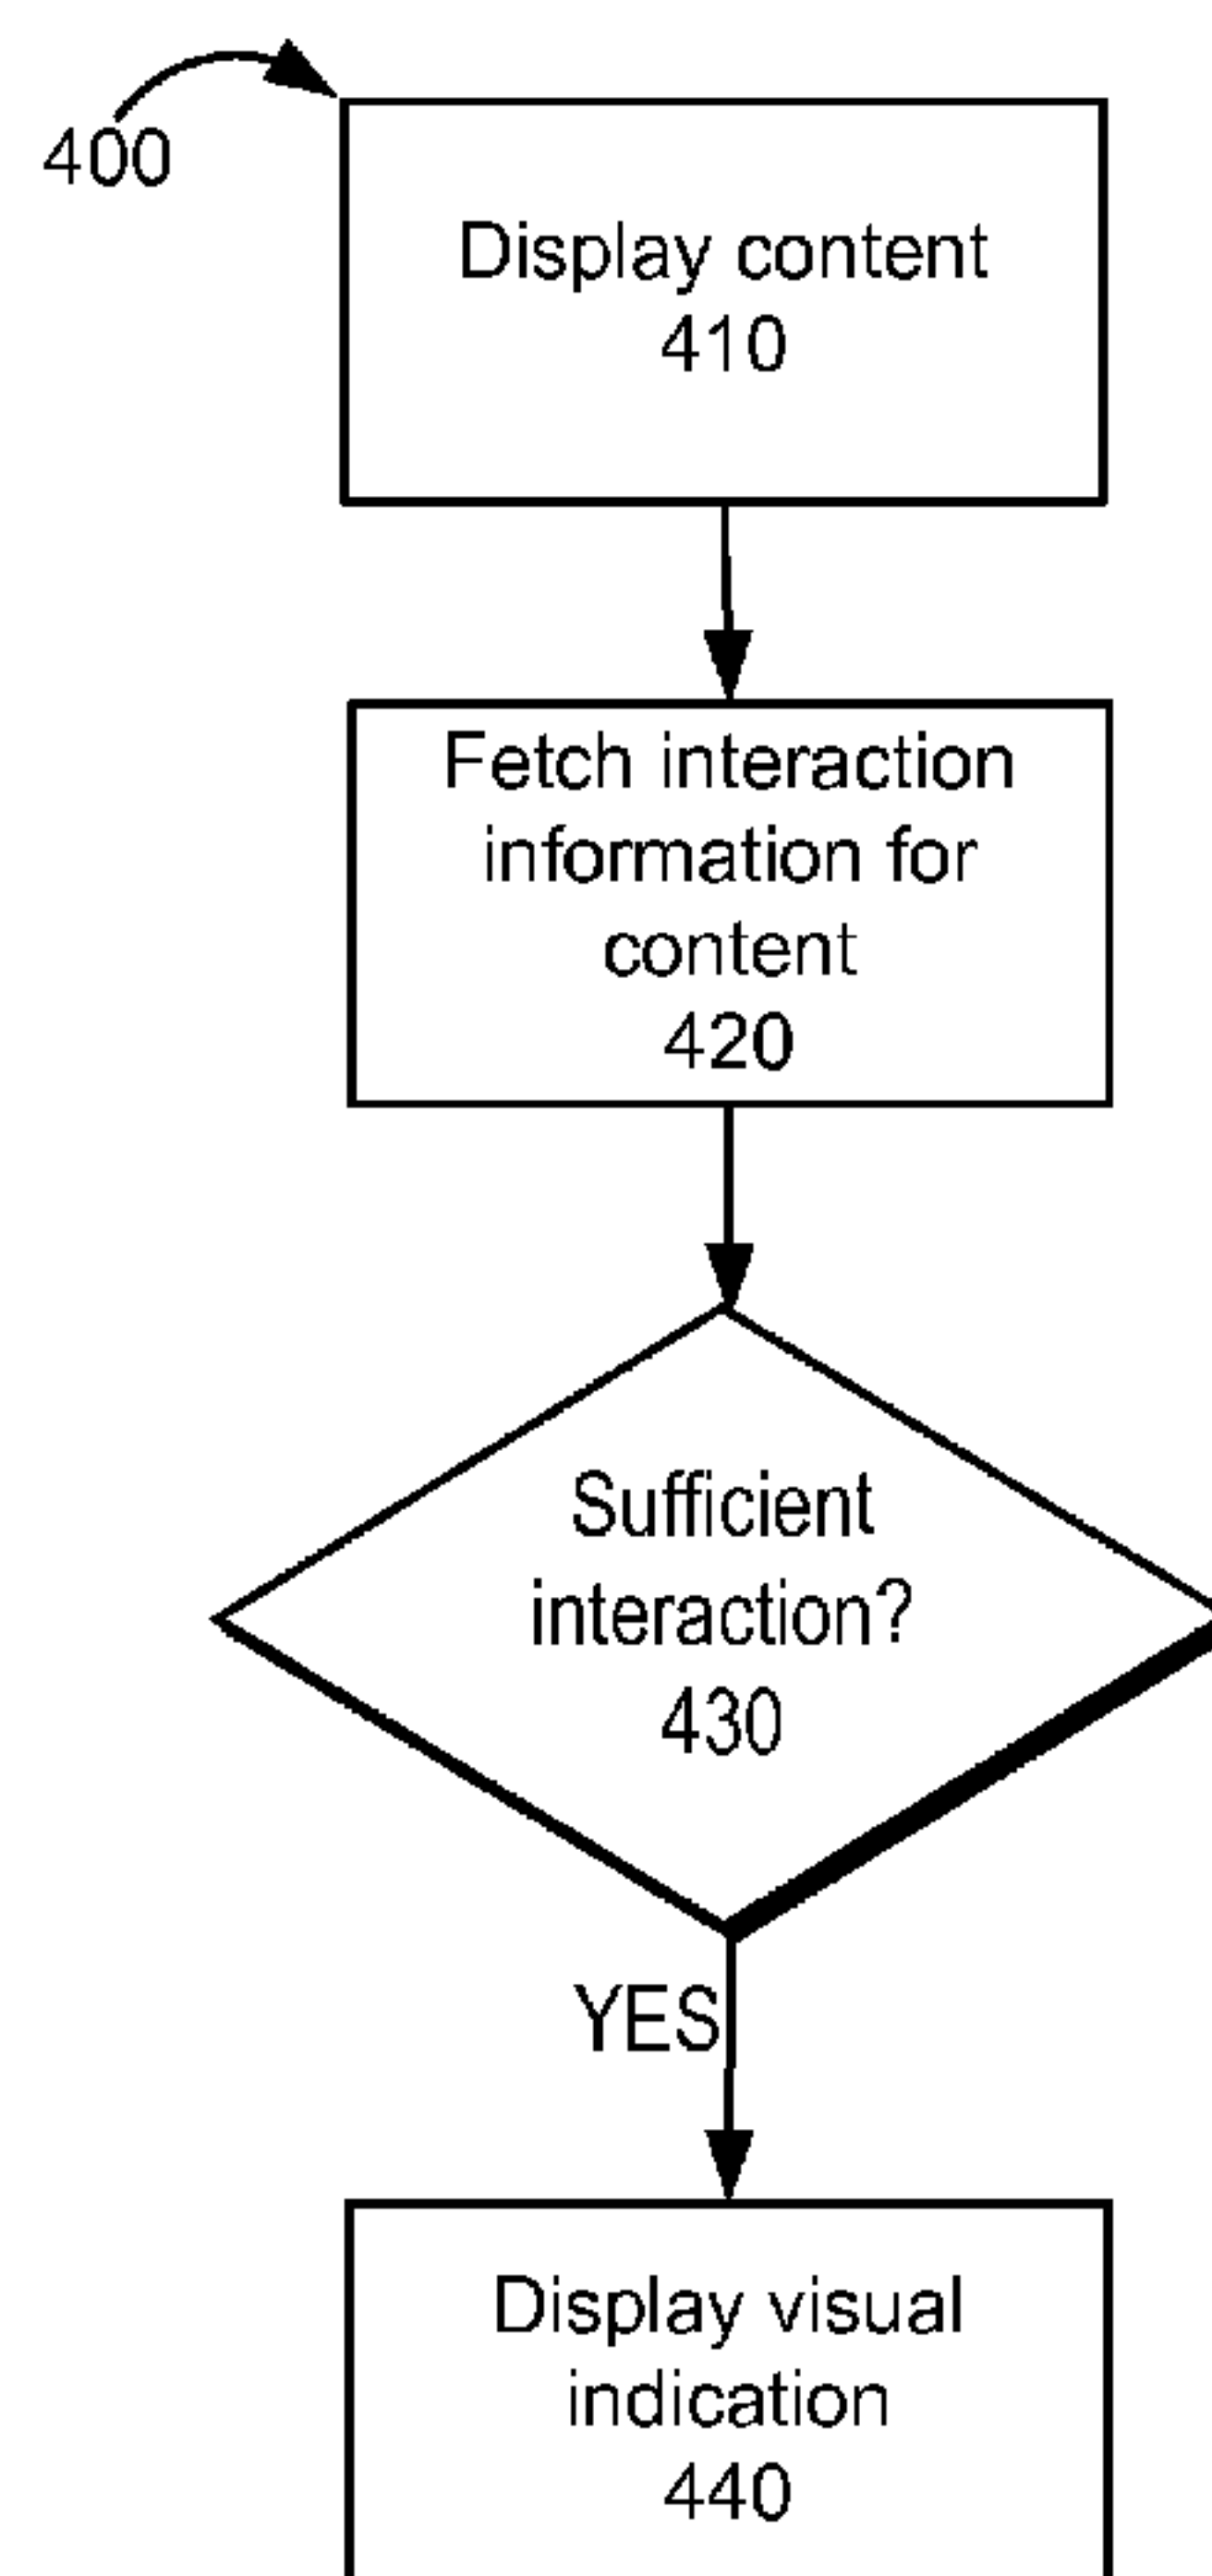 400
Display content
410
Fetch interaction
information for
content
420
Sufficient
interaction?
430
YES
Display visual
indication
440